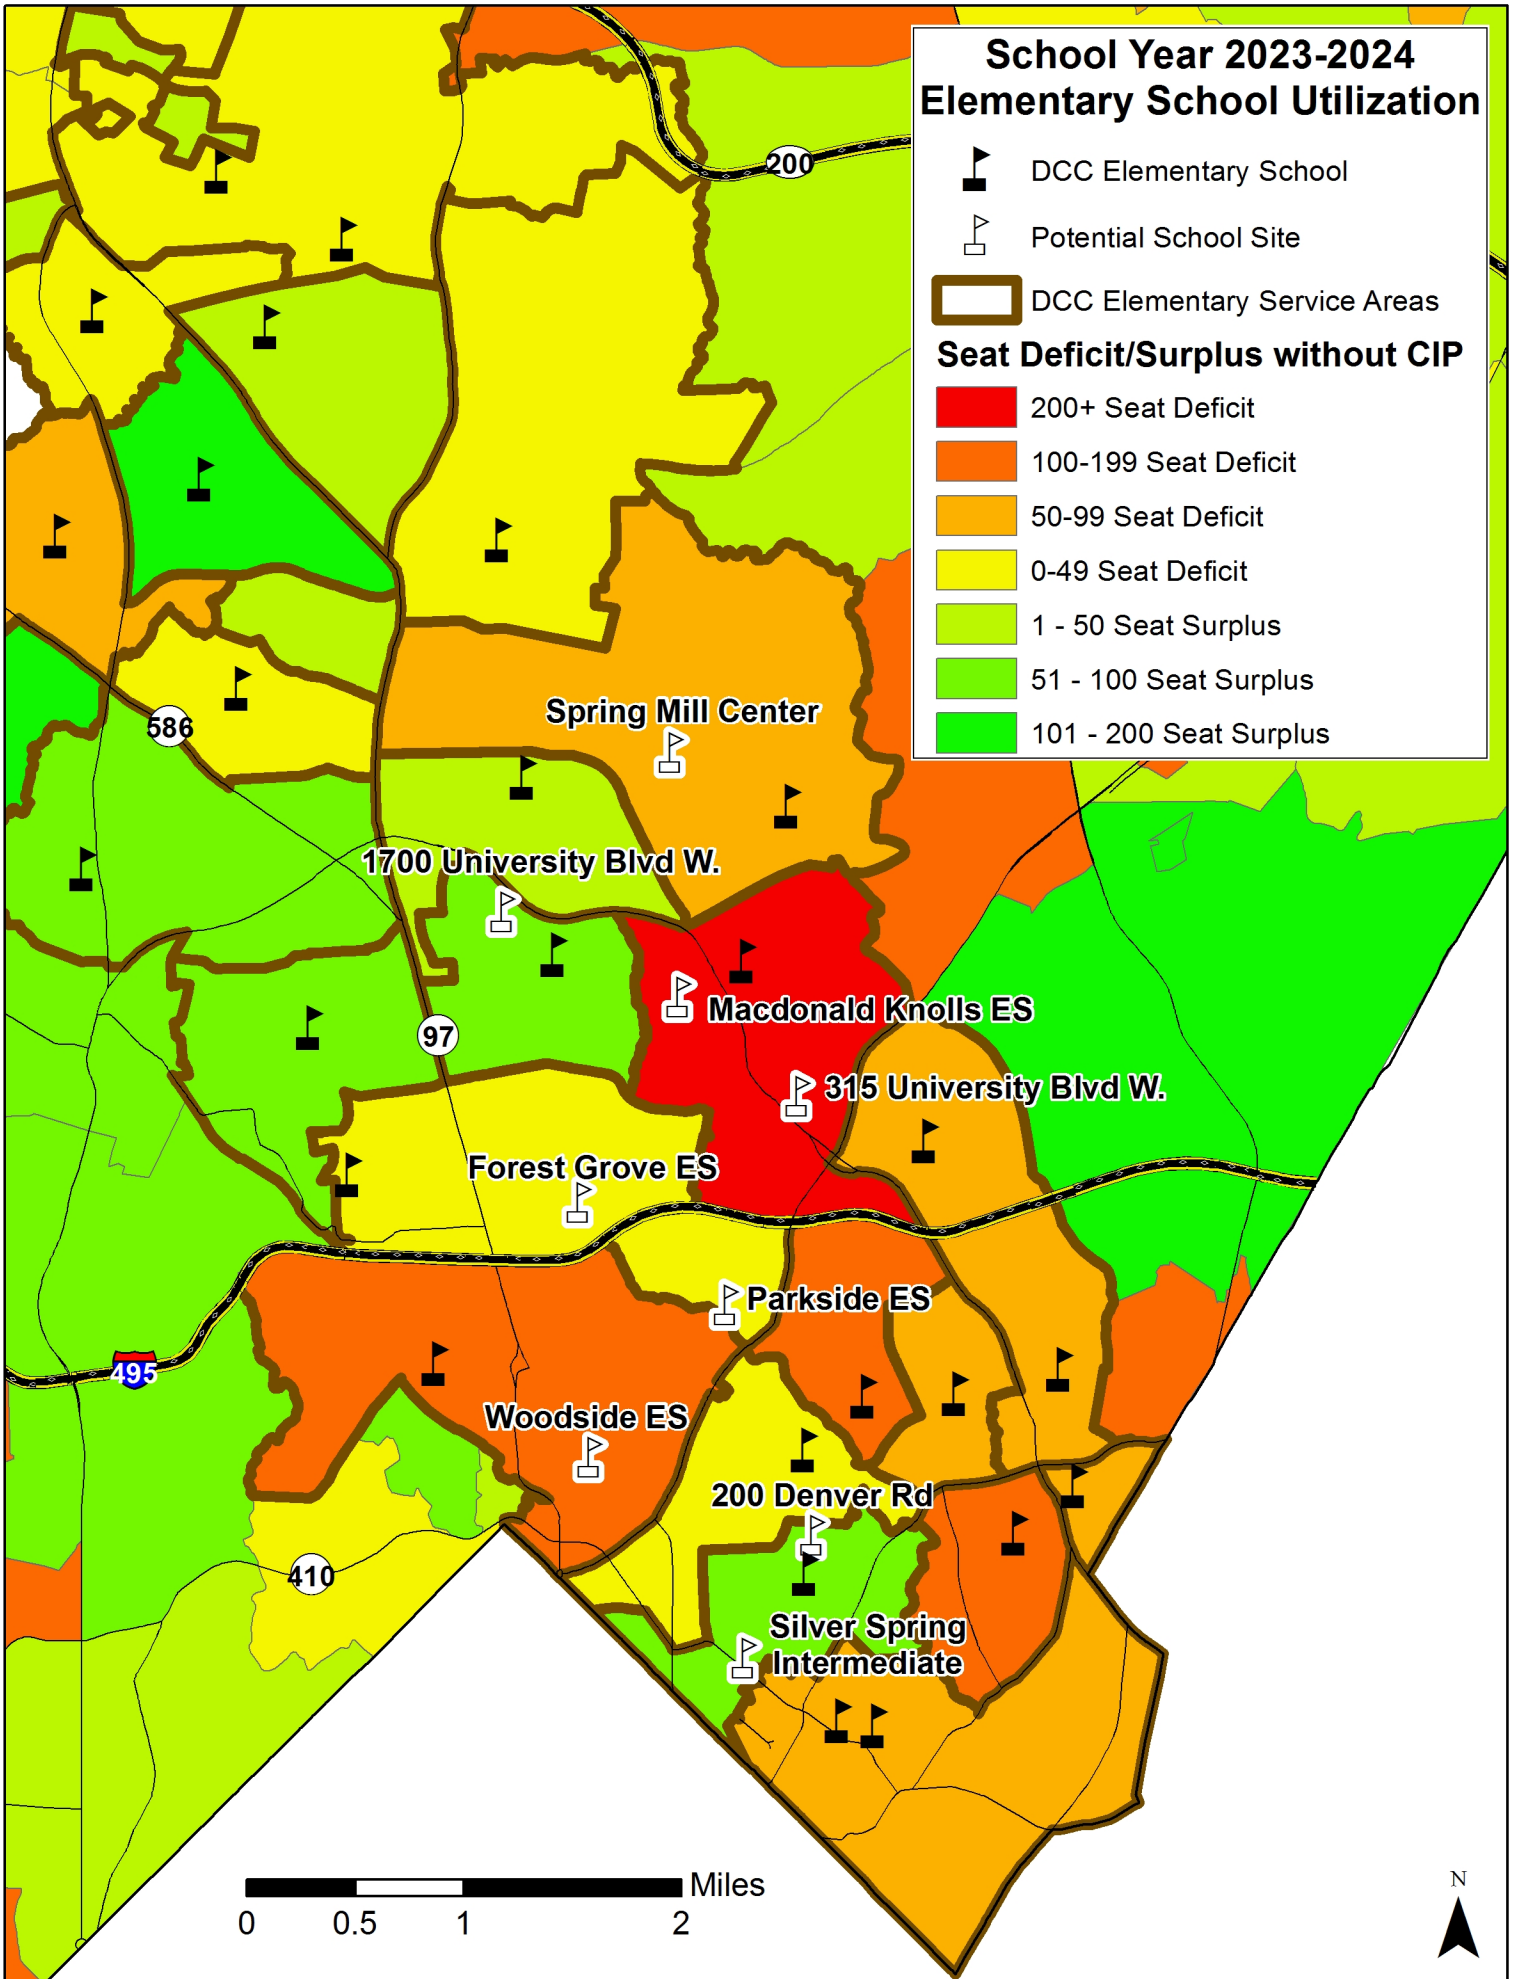 School Year 2023-2024
Elementary School Utilization
DCC Elementary School
Potential School Site
DCC Elementary Service Areas
Seat Deficit/Surplus without CIP
200+ Seat Deficit
100-199 Seat Deficit
50-99 Seat Deficit
0-49 Seat Deficit
1 - 50 Seat Surplus
51 - 100 Seat Surplus
101 - 200 Seat Surplus
200
Spring Mill Center
586
1700 University Blvd W.
Macdonald Knolls ES
97
315 University Blvd W.
Forest Grove ES
Parkside ES
495
Woodside ES
200 Denver Rd
410
Silver Spring
Intermediate
Miles
0 0.5 1 2
N